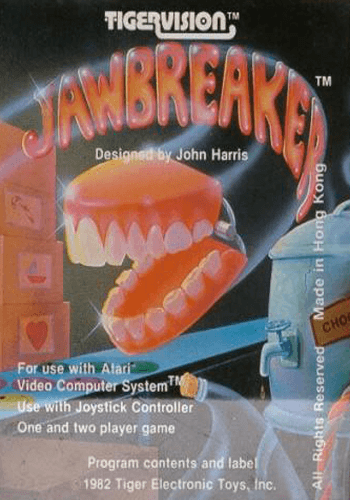 TIGERVISION™
JAWBREAKER™
Designed by John Harris
For use with Atari
Video Computer System™
Use with Joystick Controller
One and two player game
Program contents and label
1982 Tiger Electronic Toys, Inc.
All Rights Reserved Made in Hong Kong